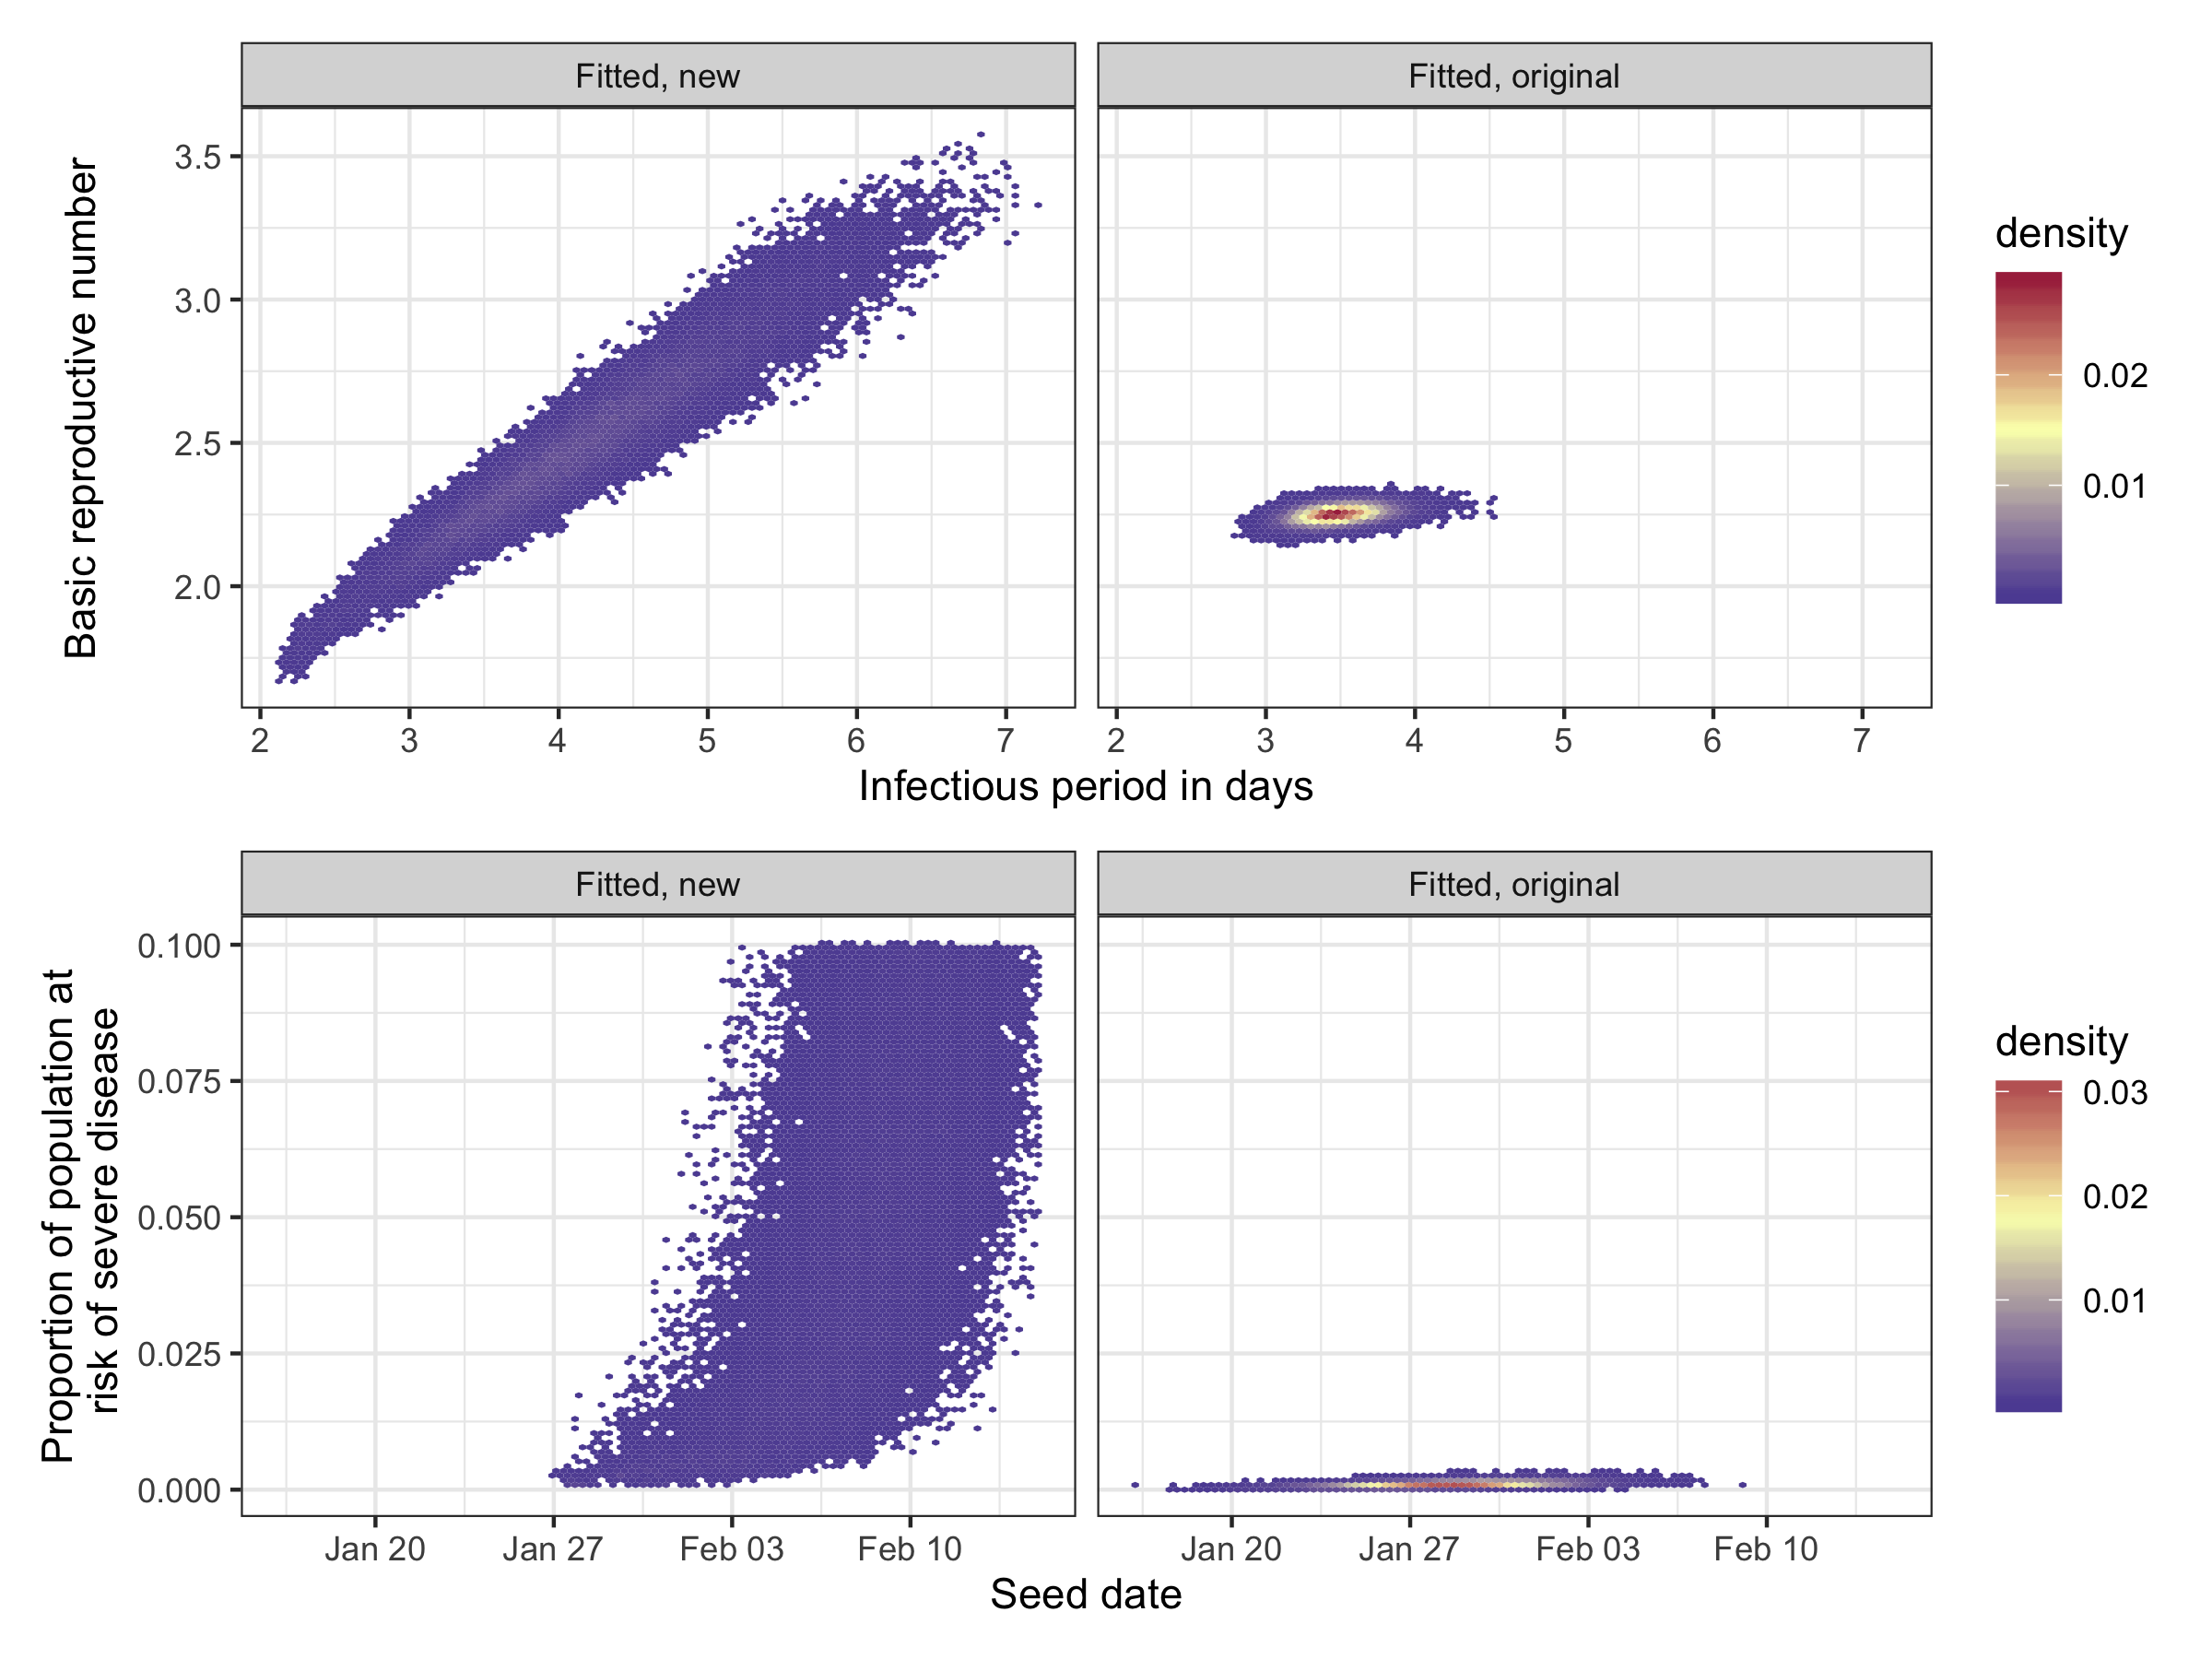 Fitted, new
Fitted, original
Basic reproductive number
3.5
3.0
2.5
2.0
2 3 4 5 6 7
2 3 4 5 6 7
Infectious period in days
density
0.02
0.01
Fitted, new
Fitted, original
Proportion of population at
risk of severe disease
0.100
0.075
0.050
0.025
0.000
Jan 20 Jan 27 Feb 03 Feb 10
Jan 20 Jan 27 Feb 03 Feb 10
Seed date
density
0.03
0.02
0.01